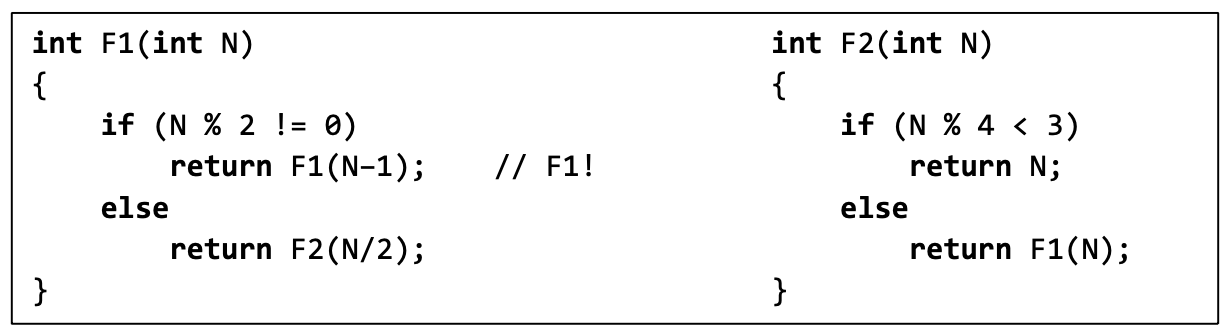 int F1(int N)
{
if (N % 2 != 0)
return F1(N–1); // F1!
else
return F2(N/2);
}
int F2(int N)
{
if (N % 4 < 3)
return N;
else
return F1(N);
}